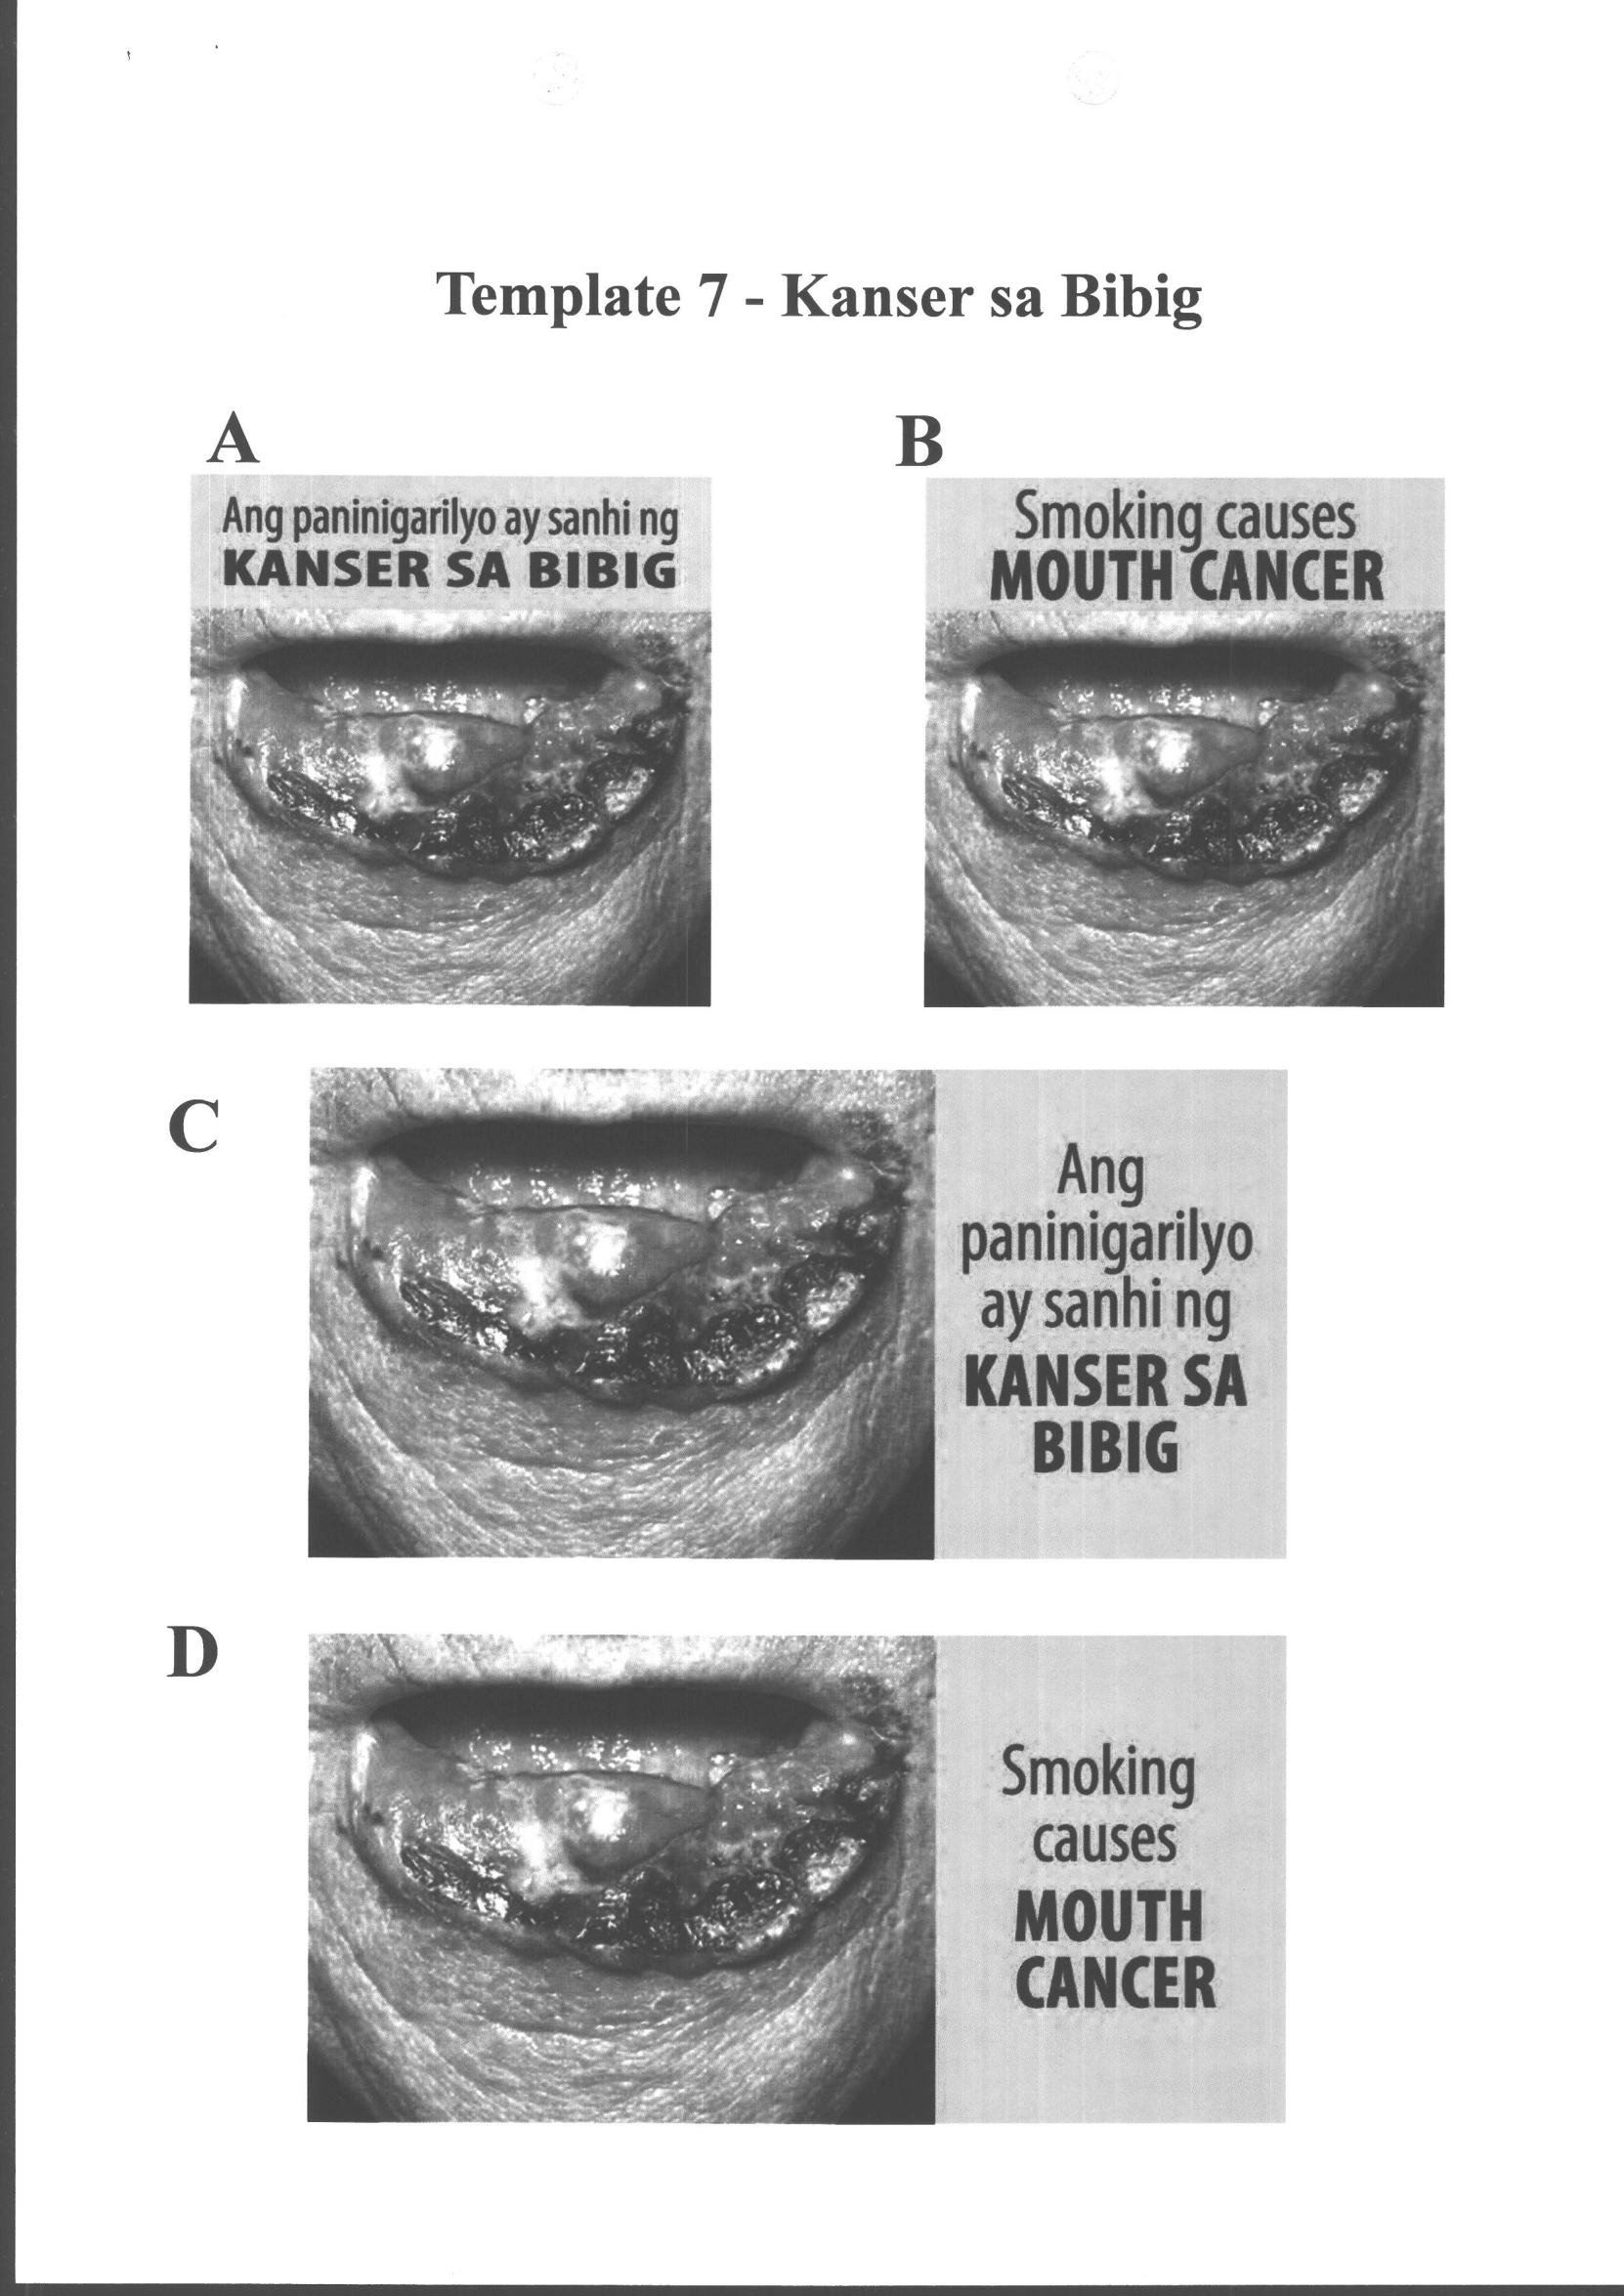 Template 7 - Kanser sa Bibig
A
Ang paninigarilyo ay sanhi ng
KANSER SA BIBIG
B
Smoking causes
MOUTH CANCER
C
Ang
paninigarilyo
ay sanhi ng
KANSER SA
BIBIG
D
Smoking
causes
MOUTH
CANCER